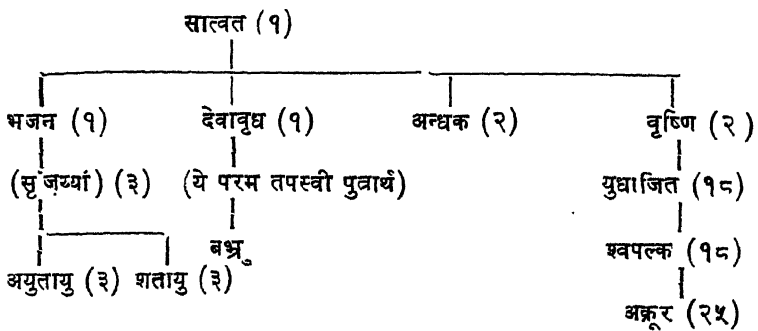 सात्वत (१)
भजन (१) देवावृध (१) अन्धक (२) वृष्णि (२)
(सृंजय्यां) (३) (ये परम तपस्वी पुत्रार्थ) युधाजित (१८)
बभ्रु श्वपल्क (१८)
अयुतायु (३) शतायु (३)
अक्रूर (२५)